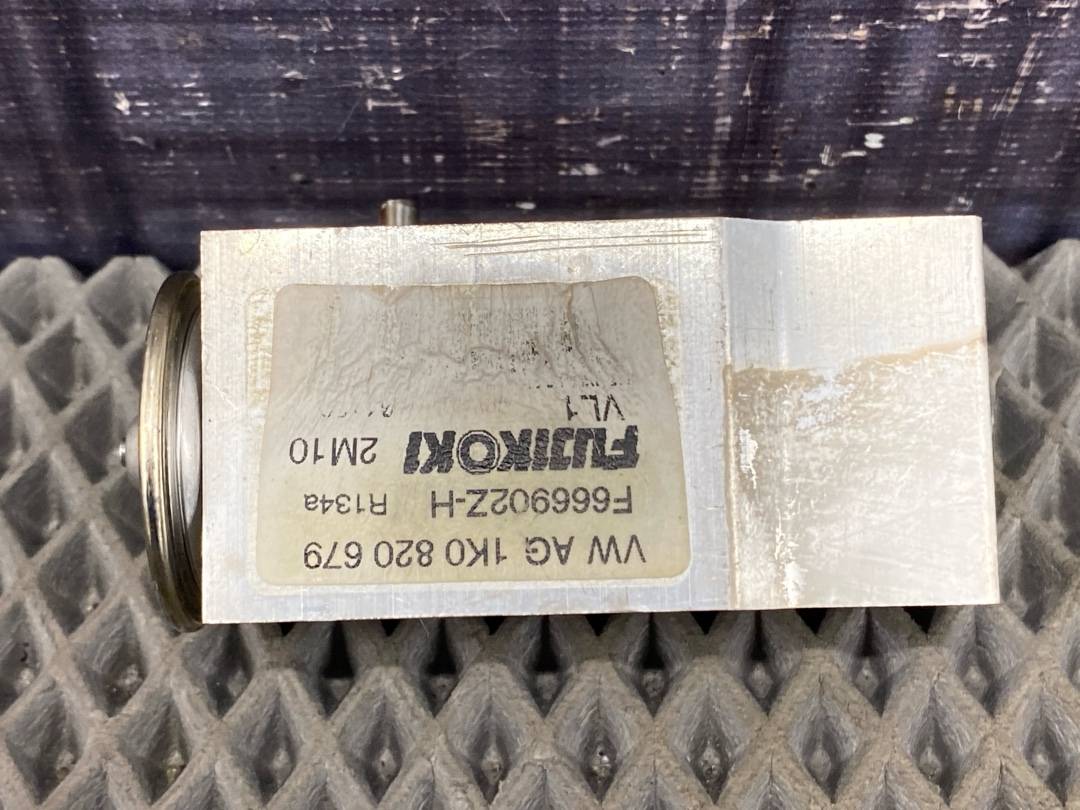 VW AG 1K0 820 679
F666902Z-H R134a
FUJIKOKI 2M10
VL1